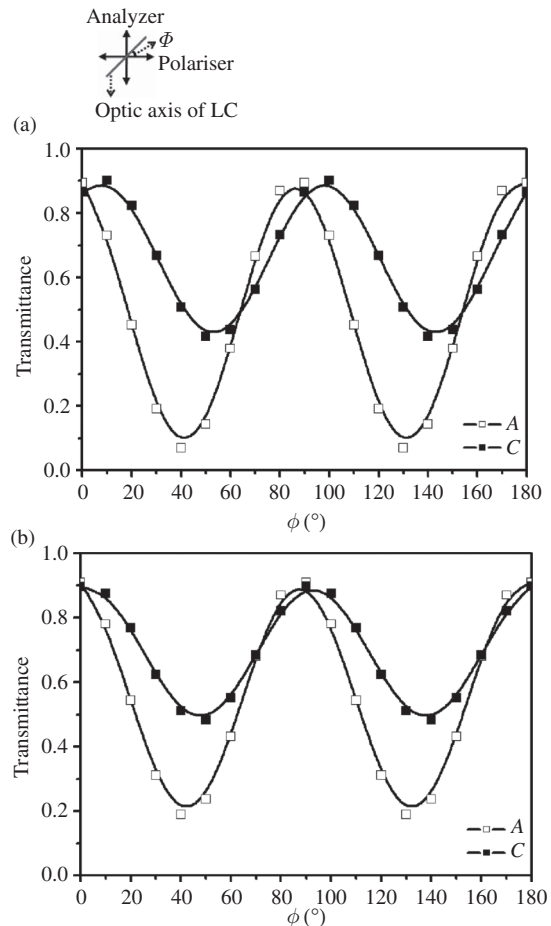 Analyzer
Φ
Polariser
Optic axis of LC
(a)
1.0
0.8
0.6
0.4
0.2
0.0
Transmittance
A
C
0 20 40 60 80 100 120 140 160 180
ϕ (°)
(b)
1.0
0.8
0.6
0.4
0.2
0.0
Transmittance
A
C
0 20 40 60 80 100 120 140 160 180
ϕ (°)